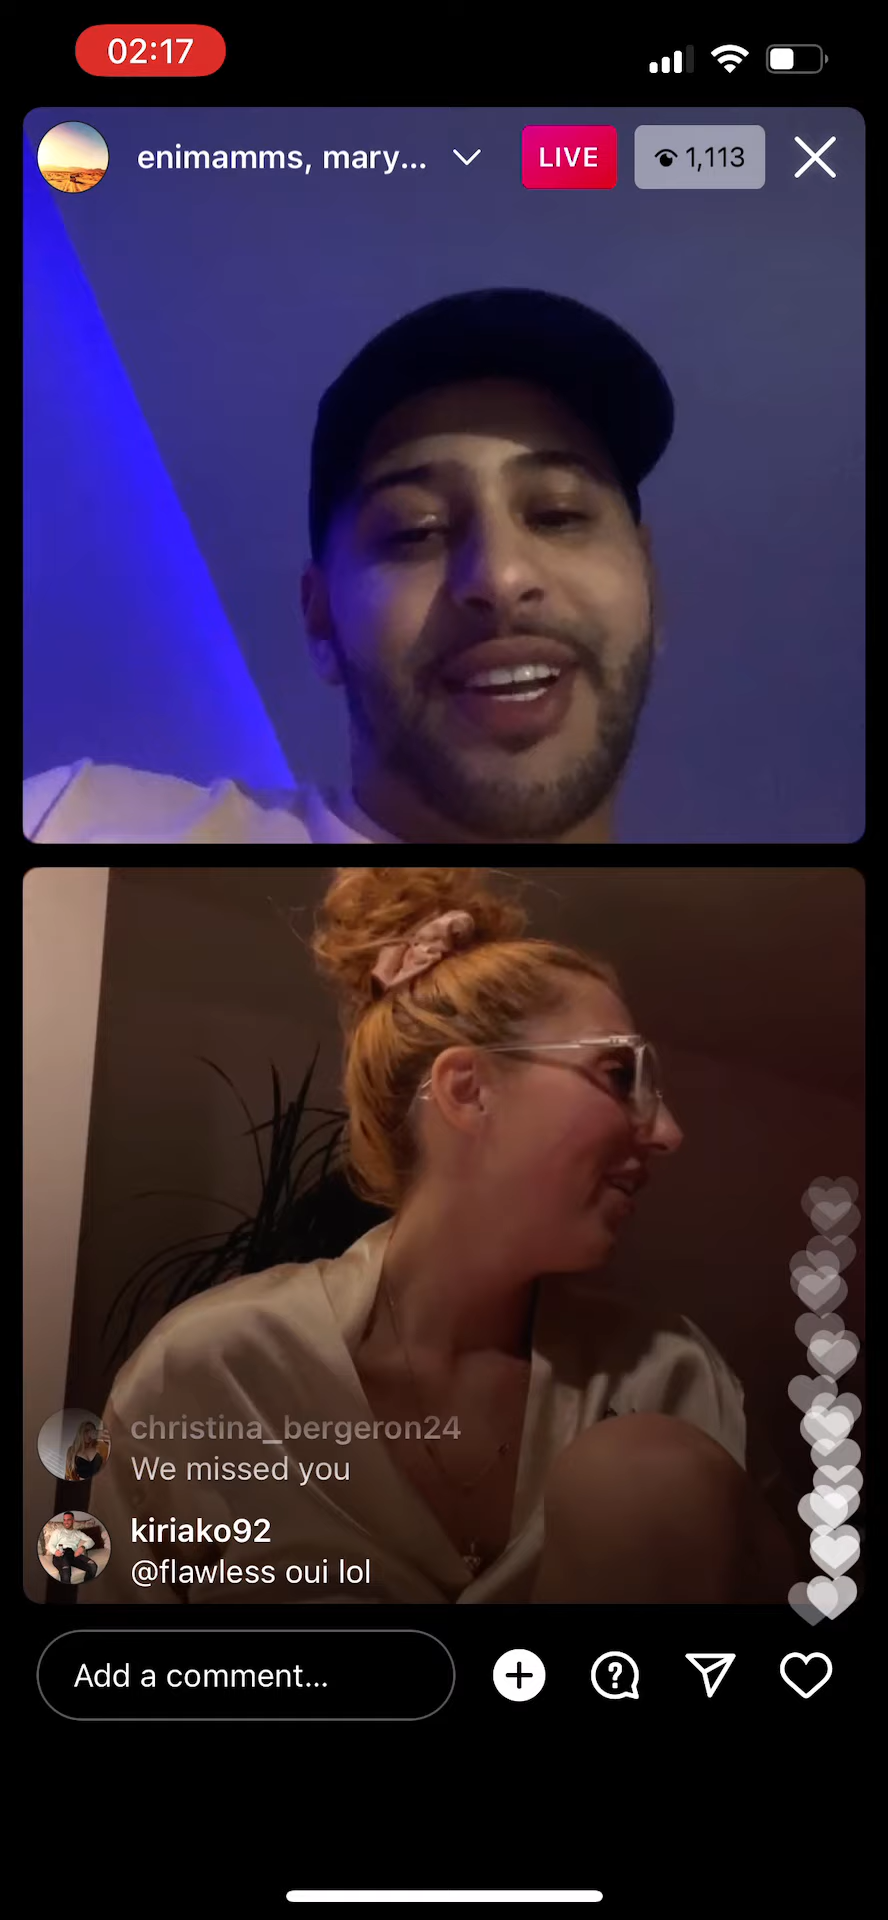 02:17
enimamms, mary...
LIVE
1,113
christina_bergeron24
We missed you
kiriako92
@flawless oui lol
Add a comment...